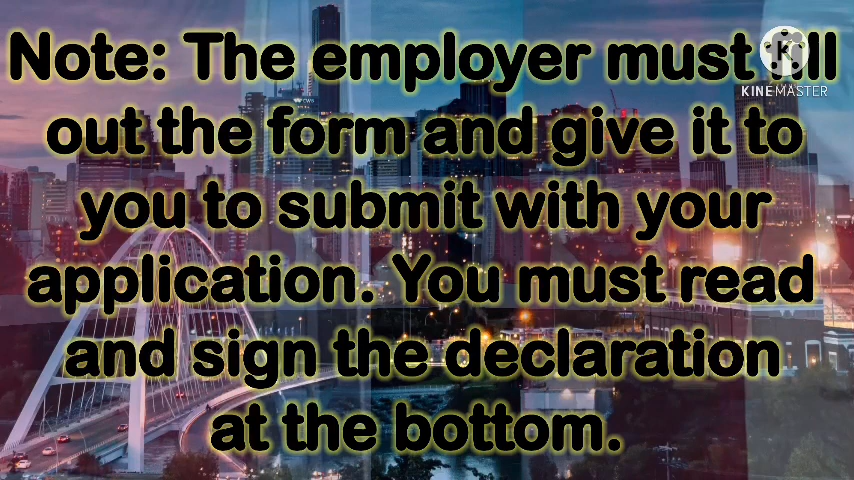 Note: The employer must fill
out the form and give it to
you to submit with your
application. You must read
and sign the declaration
at the bottom.
K
KINEMASTER